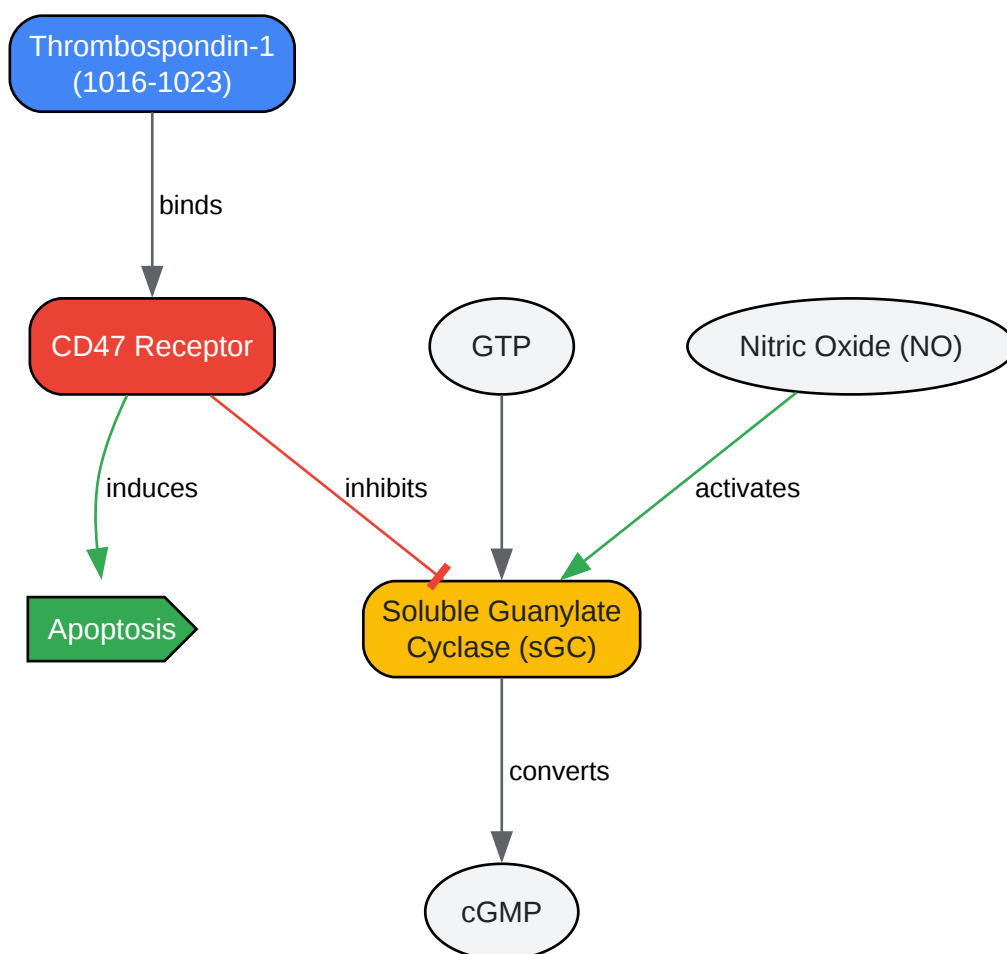 Thrombospondin-1
(1016-1023)
binds
CD47 Receptor
GTP
Nitric Oxide (NO)
induces
inhibits
activates
Apoptosis
Soluble Guanylate
Cyclase (sGC)
converts
cGMP